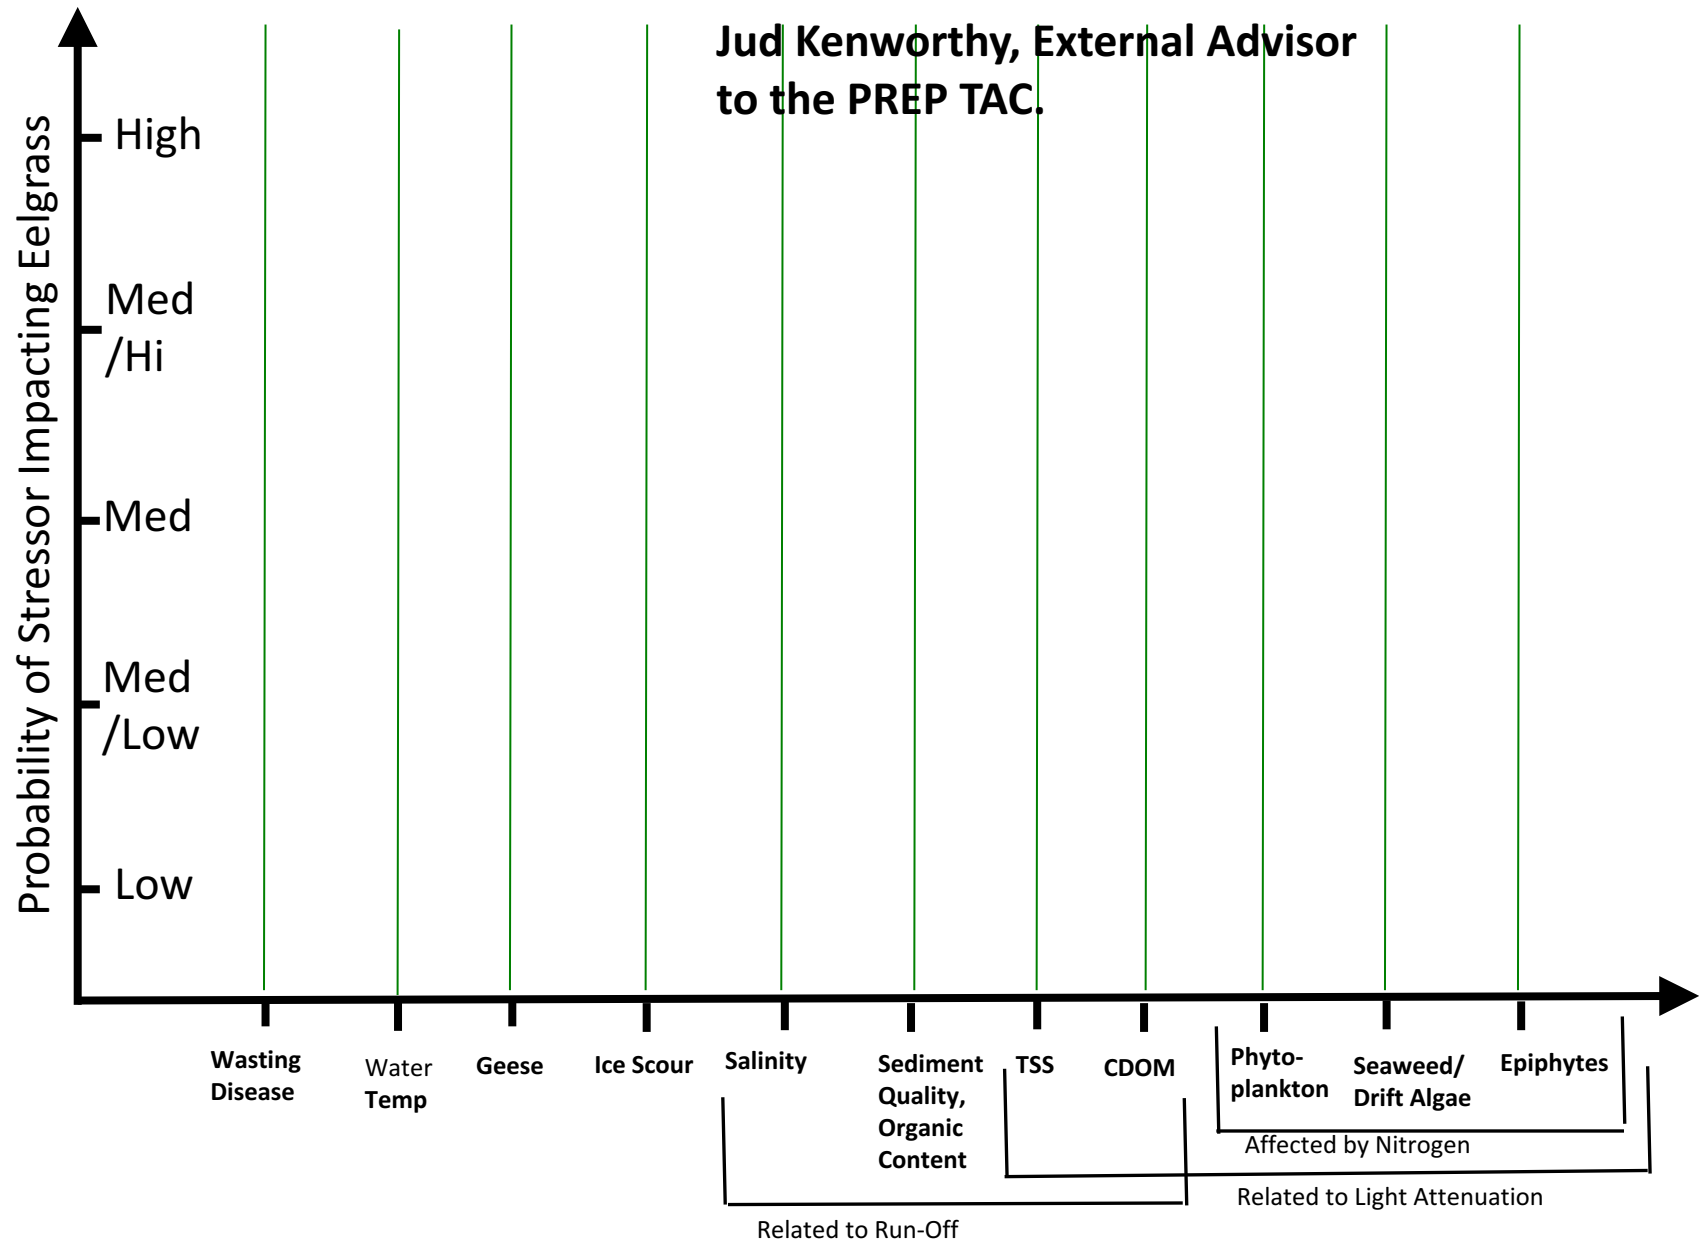 Jud Kenworthy, External Advisor
to the PREP TAC.
Probability of Stressor Impacting Eelgrass
High
Med
/Hi
Med
Med
/Low
Low
Wasting
Disease
Water
Temp
Geese
Ice Scour
Salinity
Sediment
Quality,
Organic
Content
TSS
CDOM
Phyto-
plankton
Seaweed/
Drift Algae
Epiphytes
Affected by Nitrogen
Related to Light Attenuation
Related to Run-Off